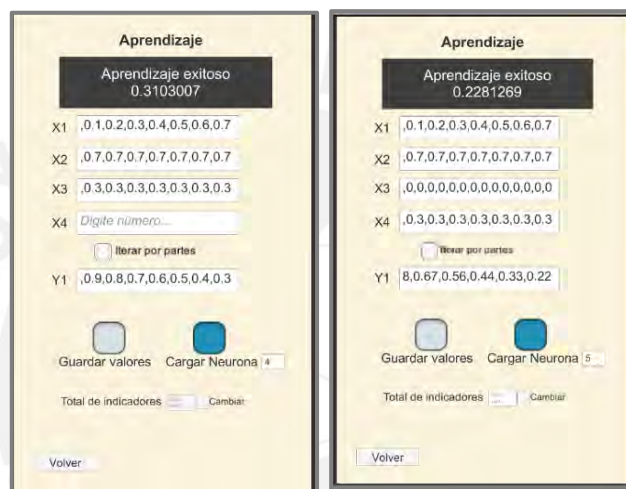 Aprendizaje
Aprendizaje exitoso
0.3103007
X1 ,0.1,0.2,0.3,0.4,0.5,0.6,0.7
X2 ,0.7,0.7,0.7,0.7,0.7,0.7,0.7
X3 ,0.3,0.3,0.3,0.3,0.3,0.3,0.3
X4 Digite número...
Iterar por partes
Y1 ,0.9,0.8,0.7,0.6,0.5,0.4,0.3
Guardar valores Cargar Neurona 4
Total de indicadores Cambiar
Volver
Aprendizaje
Aprendizaje exitoso
0.2281269
X1 ,0.1,0.2,0.3,0.4,0.5,0.6,0.7
X2 ,0.7,0.7,0.7,0.7,0.7,0.7,0.7
X3 ,0,0,0,0,0,0,0,0,0,0,0,0,0
X4 ,0.3,0.3,0.3,0.3,0.3,0.3,0.3
Iterar por partes
Y1 8,0.67,0.56,0.44,0.33,0.22
Guardar valores Cargar Neurona 5
Total de indicadores Cambiar
Volver